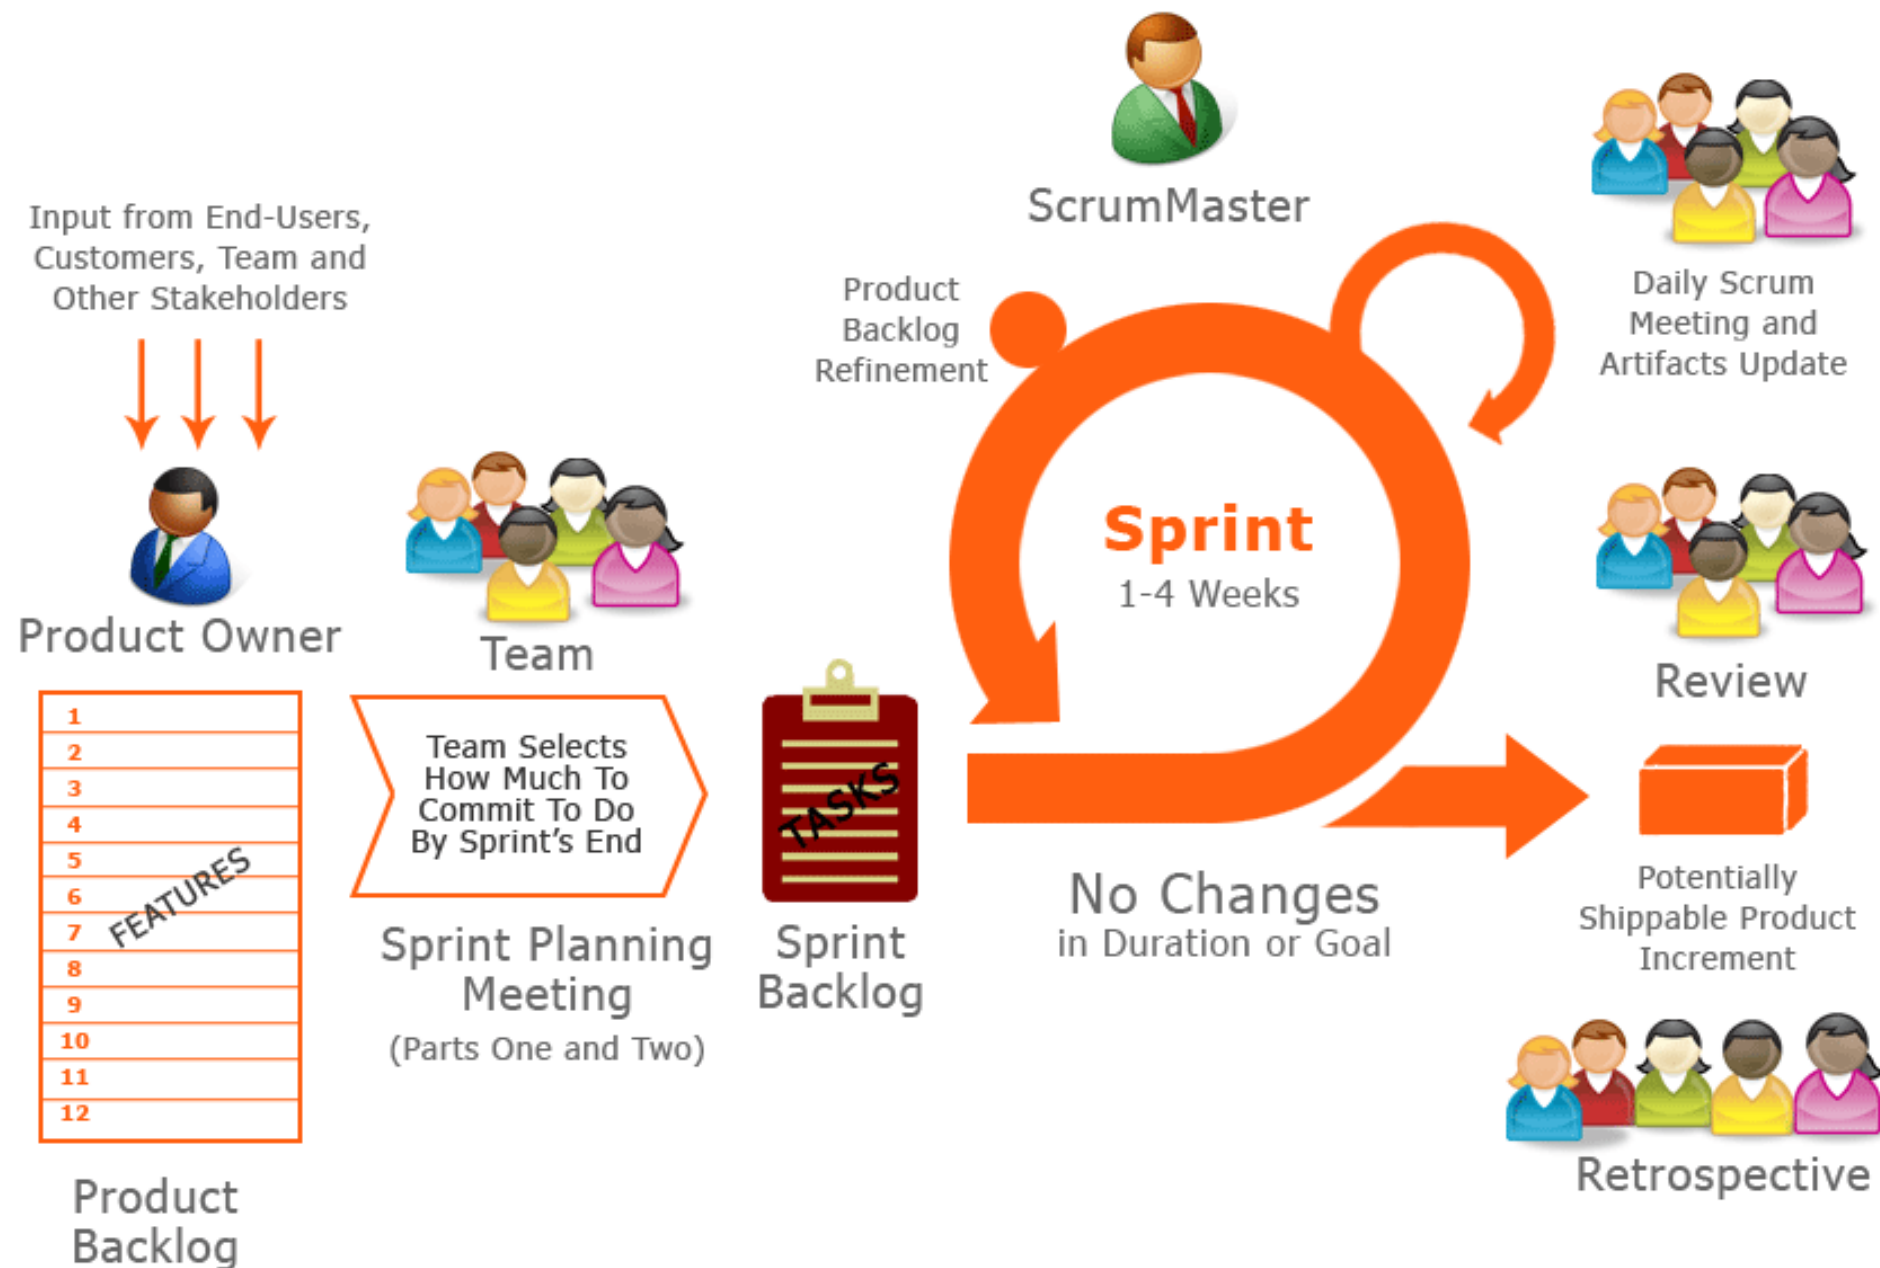 Input from End-Users,
Customers, Team and
Other Stakeholders
Product Owner
1
2
3
4
5
6
7
8
9
10
11
12
FEATURES
Product
Backlog
Team
Team Selects
How Much To
Commit To Do
By Sprint's End
Sprint Planning
Meeting
(Parts One and Two)
TASKS
Sprint
Backlog
ScrumMaster
Product
Backlog
Refinement
Sprint
1-4 Weeks
No Changes
in Duration or Goal
Daily Scrum
Meeting and
Artifacts Update
Review
Potentially
Shippable Product
Increment
Retrospective